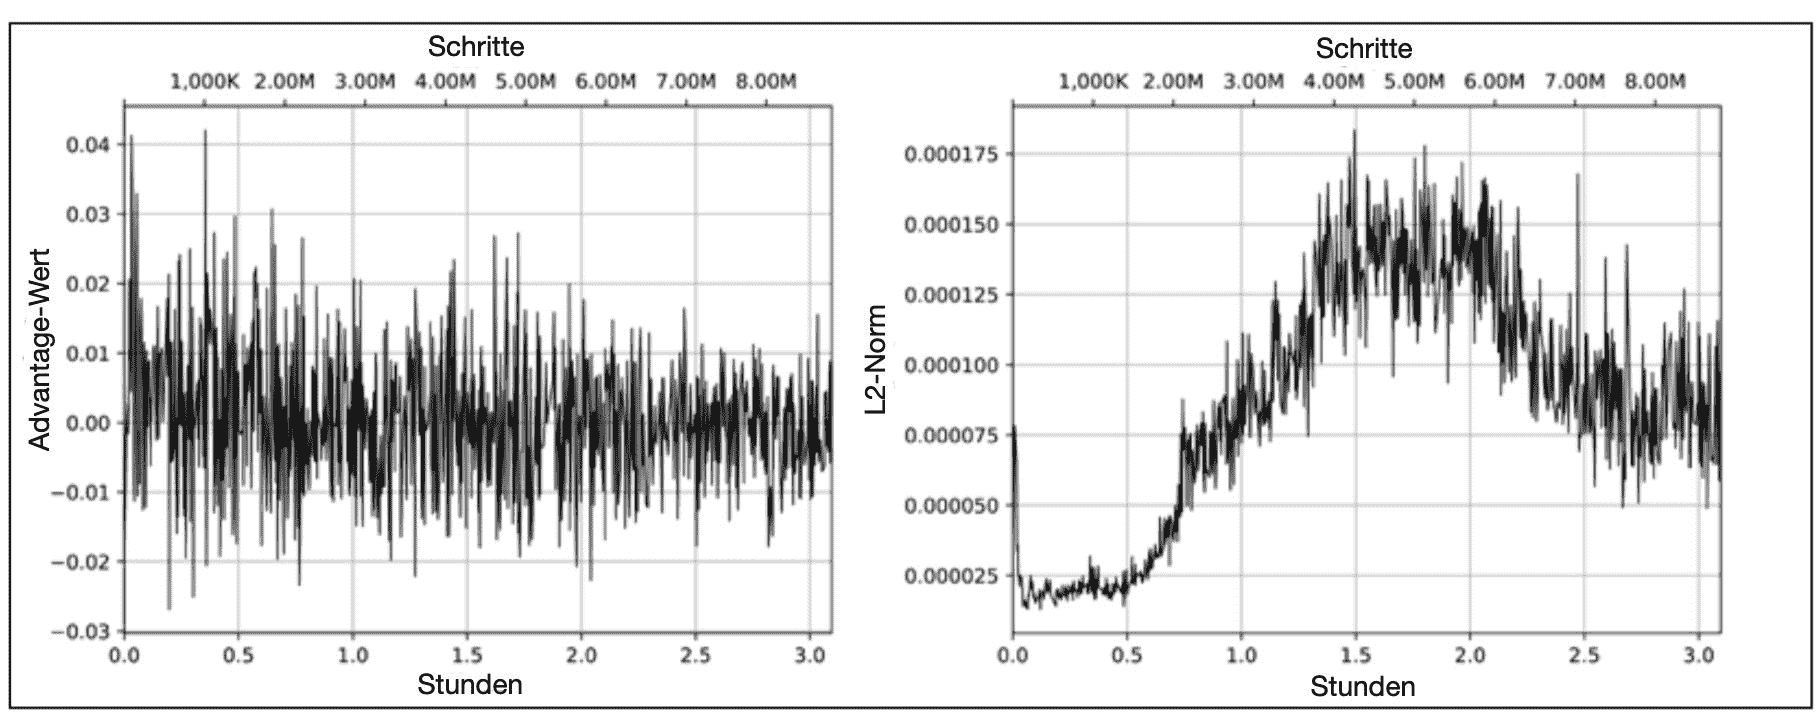 Schritte
1,000K 2.00M 3.00M 4.00M 5.00M 6.00M 7.00M 8.00M
Advantage-Wert
0.04
0.03
0.02
0.01
0.00
−0.01
−0.02
−0.03
0.0 0.5 1.0 1.5 2.0 2.5 3.0
Stunden
Schritte
1,000K 2.00M 3.00M 4.00M 5.00M 6.00M 7.00M 8.00M
L2-Norm
0.000175
0.000150
0.000125
0.000100
0.000075
0.000050
0.000025
0.0 0.5 1.0 1.5 2.0 2.5 3.0
Stunden